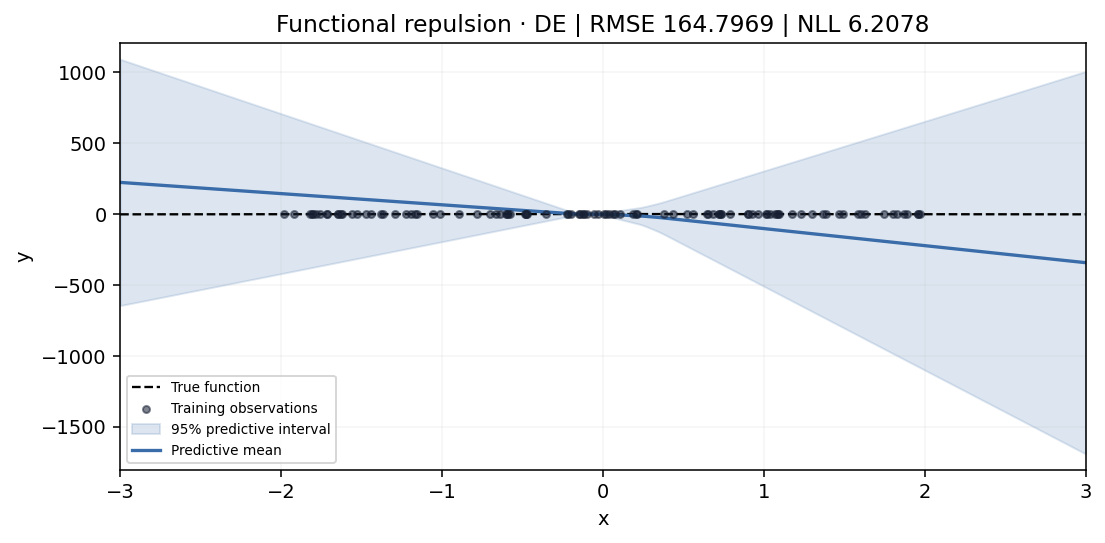 Functional repulsion · DE | RMSE 164.7969 | NLL 6.2078
1000
500
0
−500
−1000
−1500
y
True function
Training observations
95% predictive interval
Predictive mean
−3
−2
−1
0
1
2
3
x